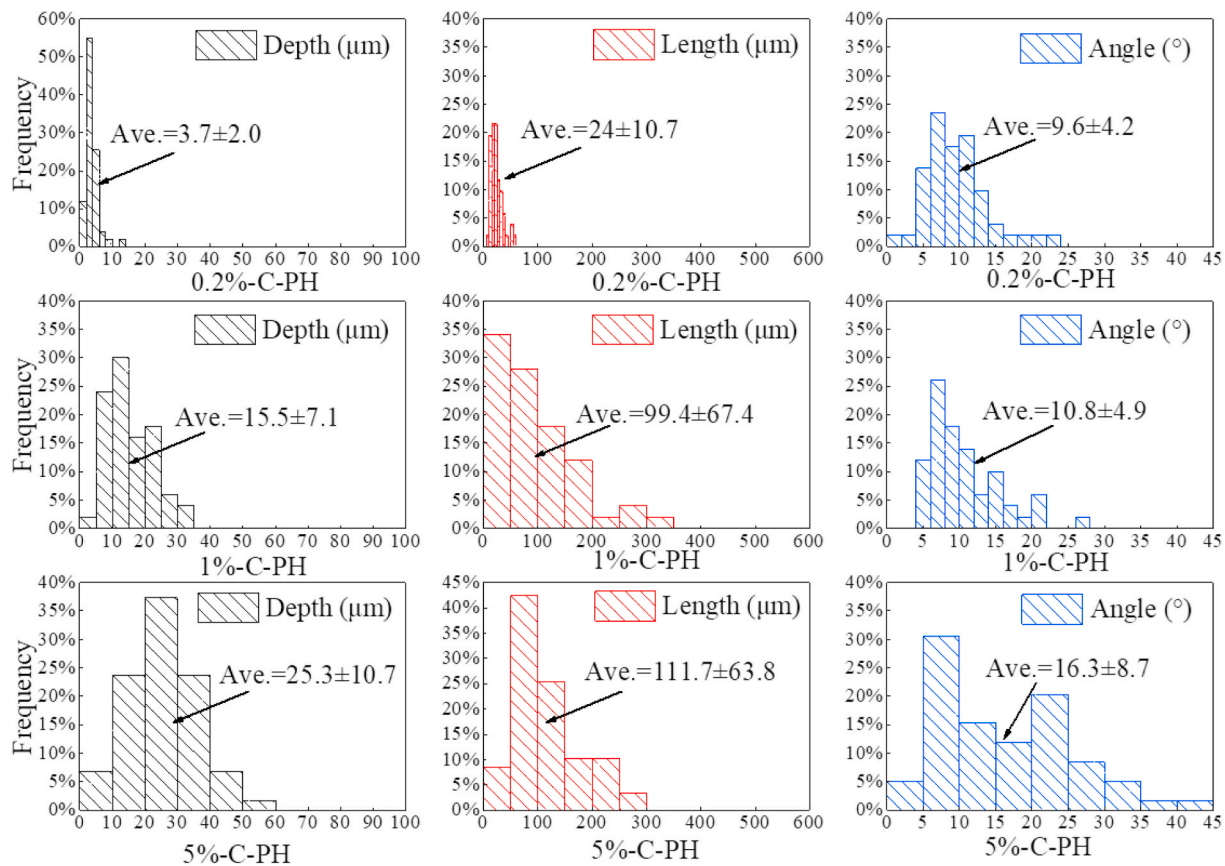 60%
50%
40%
30%
20%
10%
0%
Frequency
Depth (μm)
Ave.=3.7±2.0
0 10 20 30 40 50 60 70 80 90 100
0.2%-C-PH
40%
35%
30%
25%
20%
15%
10%
5%
0%
Length (μm)
Ave.=24±10.7
0 100 200 300 400 500 600
0.2%-C-PH
40%
35%
30%
25%
20%
15%
10%
5%
0%
Angle (°)
Ave.=9.6±4.2
0 5 10 15 20 25 30 35 40 45
0.2%-C-PH
40%
35%
30%
25%
20%
15%
10%
5%
0%
Frequency
Depth (μm)
Ave.=15.5±7.1
0 10 20 30 40 50 60 70 80 90 100
1%-C-PH
40%
35%
30%
25%
20%
15%
10%
5%
0%
Length (μm)
Ave.=99.4±67.4
0 100 200 300 400 500 600
1%-C-PH
40%
35%
30%
25%
20%
15%
10%
5%
0%
Angle (°)
Ave.=10.8±4.9
0 5 10 15 20 25 30 35 40 45
1%-C-PH
40%
35%
30%
25%
20%
15%
10%
5%
0%
Frequency
Depth (μm)
Ave.=25.3±10.7
0 10 20 30 40 50 60 70 80 90 100
5%-C-PH
45%
40%
35%
30%
25%
20%
15%
10%
5%
0%
Length (μm)
Ave.=111.7±63.8
0 100 200 300 400 500 600
5%-C-PH
40%
35%
30%
25%
20%
15%
10%
5%
0%
Angle (°)
Ave.=16.3±8.7
0 5 10 15 20 25 30 35 40 45
5%-C-PH